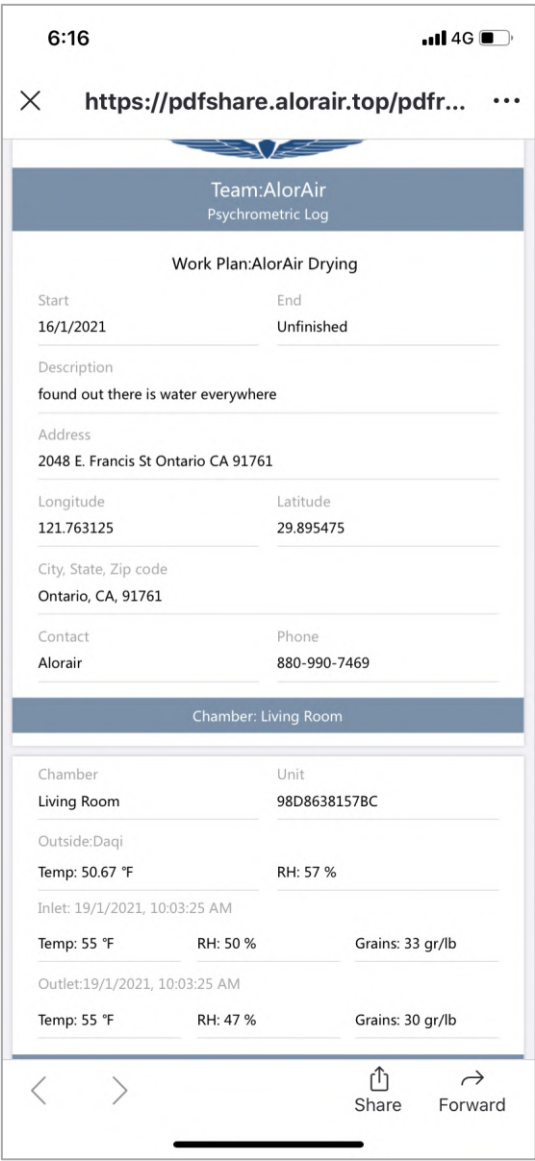 6:16
4G
https://pdfshare.alorair.top/pdfr...
Team:AlorAir
Psychrometric Log
Work Plan:AlorAir Drying
Start End
16/1/2021 Unfinished
Description
found out there is water everywhere
Address
2048 E. Francis St Ontario CA 91761
Longitude Latitude
121.763125 29.895475
City, State, Zip code
Ontario, CA, 91761
Contact Phone
Alorair 880-990-7469
Chamber: Living Room
Chamber Unit
Living Room 98D8638157BC
Outside:Daqi
Temp: 50.67 °F RH: 57 %
Inlet: 19/1/2021, 10:03:25 AM
Temp: 55 °F RH: 50 % Grains: 33 gr/lb
Outlet:19/1/2021, 10:03:25 AM
Temp: 55 °F RH: 47 % Grains: 30 gr/lb
Share Forward